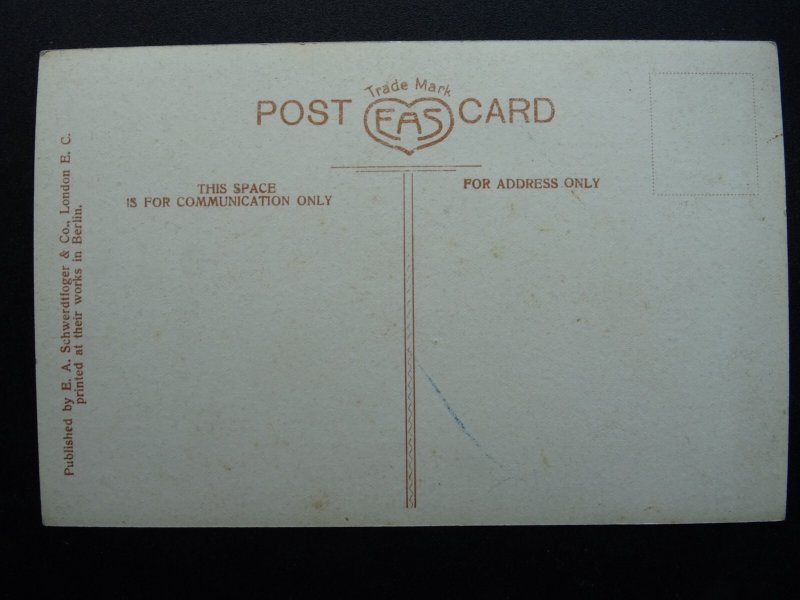 Trade Mark
POST EAS CARD
THIS SPACE
IS FOR COMMUNICATION ONLY
FOR ADDRESS ONLY
Published by E. A. Schwerdtfoger & Co., London E. C.
printed at their works in Berlin.